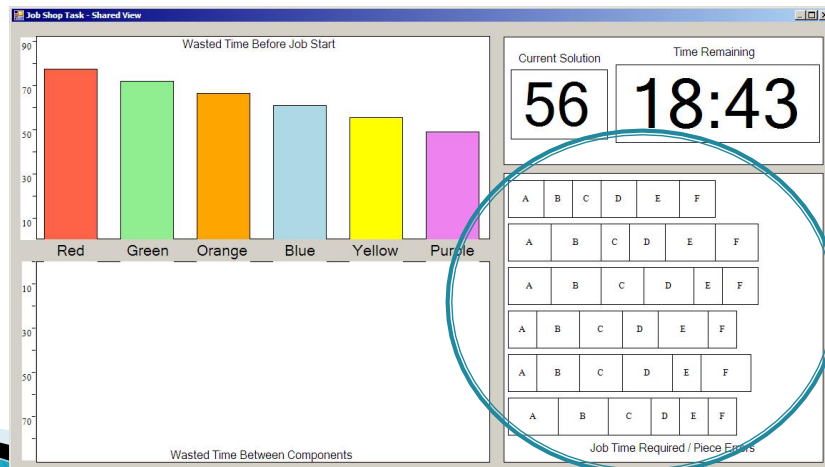 Job Shop Task - Shared View
Wasted Time Before Job Start
90
70
50
30
10
Red Green Orange Blue Yellow Purple
10
30
50
70
Wasted Time Between Components
Current Solution
56
Time Remaining
18:43
A B C D E F
A B C D E F
A B C D E F
A B C D E F
A B C D E F
A B C D E F
Job Time Required / Piece Errors